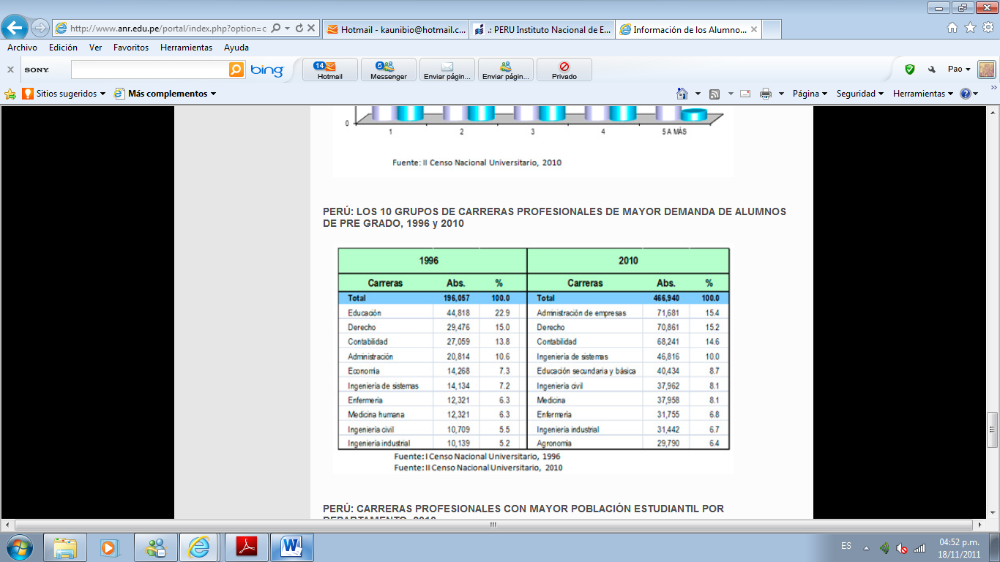 http://www.anr.edu.pe/portal/index.php?option=c
Hotmail - kaunibio@hotmail.c...
.: PERU Instituto Nacional de E...
Información de los Alumno...
Archivo Edición Ver Favoritos Herramientas Ayuda
x SONY bing
14 Hotmail
5 Messenger
Enviar págin...
Enviar págin...
Privado
Pao
Sitios sugeridos
Más complementos
Página Seguridad Herramientas
0
1 2 3 4 5 A MÁS
Fuente: II Censo Nacional Universitario, 2010
PERÚ: LOS 10 GRUPOS DE CARRERAS PROFESIONALES DE MAYOR DEMANDA DE ALUMNOS
DE PRE GRADO, 1996 y 2010
1996 2010
Carreras Abs. % Carreras Abs. %
Total 196,057 100.0 Total 466,940 100.0
Educación 44,818 22.9 Administración de empresas 71,681 15.4
Derecho 29,476 15.0 Derecho 70,861 15.2
Contabilidad 27,059 13.8 Contabilidad 68,241 14.6
Administración 20,814 10.6 Ingeniería de sistemas 46,816 10.0
Economía 14,268 7.3 Educación secundaria y básica 40,434 8.7
Ingeniería de sistemas 14,134 7.2 Ingeniería civil 37,962 8.1
Enfermería 12,321 6.3 Medicina 37,958 8.1
Medicina humana 12,321 6.3 Enfermería 31,755 6.8
Ingeniería civil 10,709 5.5 Ingeniería industrial 31,442 6.7
Ingeniería industrial 10,139 5.2 Agronomía 29,790 6.4
Fuente: I Censo Nacional Universitario, 1996
Fuente: II Censo Nacional Universitario, 2010
PERÚ: CARRERAS PROFESIONALES CON MAYOR POBLACIÓN ESTUDIANTIL POR
DEPARTAMENTO, 2010
ES
04:52 p.m.
18/11/2011